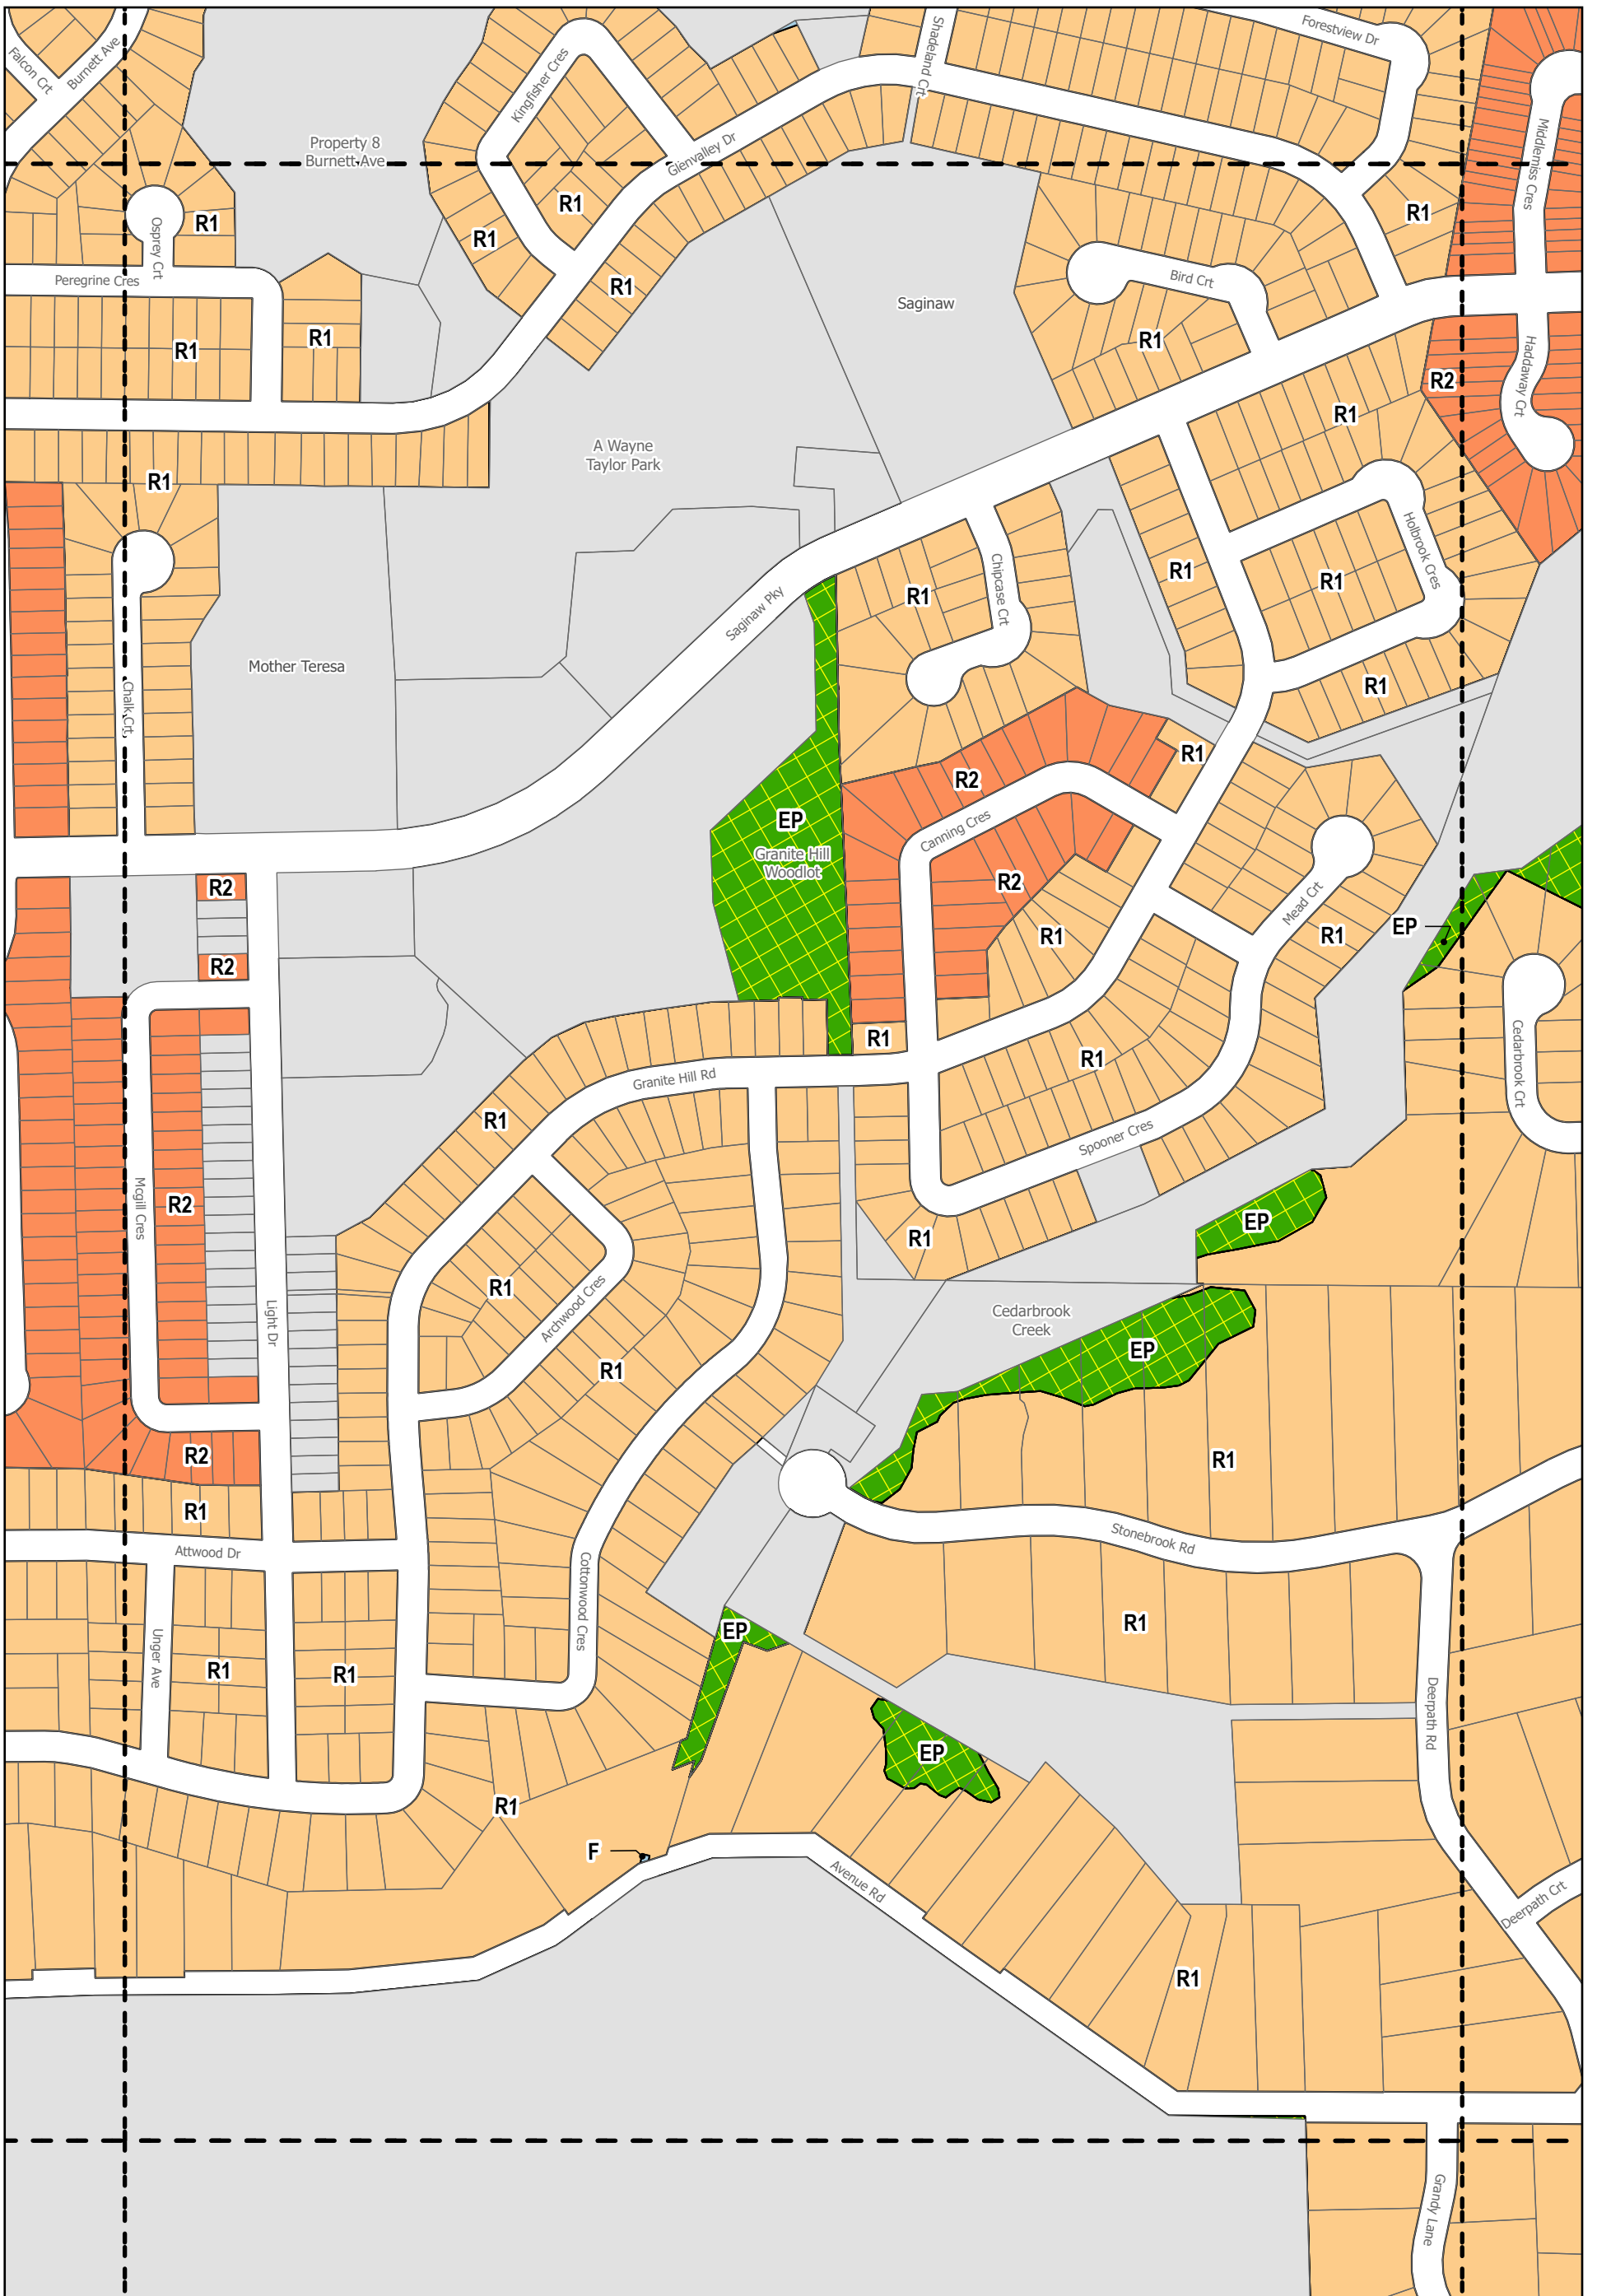 Forestview Dr
Shadeland Crt
Falcon Crt
Burnett Ave
Kingfisher Cres
Middlemiss Cres
Property 8
Burnett Ave
Glenvalley Dr
R1
R1
R1
R1
R1
Osprey Crt
Peregrine Cres
Bird Crt
Saginaw
R1
R1
R1
R1
Haddaway Crt
R2
R1
A Wayne
Taylor Park
R1
Holbrook Cres
Chipcase Crt
R1
R1
R1
Saginaw Pky
Mother Teresa
Chalk Crt
R1
R1
R2
EP
Canning Cres
Granite Hill
Woodlot
R2
R2
Mead Crt
EP
R1
R1
R2
R1
Cedarbrook Crt
R1
Granite Hill Rd
R1
Spooner Cres
Mcgill Cres
R2
EP
R1
R1
Archwood Cres
Light Dr
Cedarbrook
Creek
EP
R1
R2
R1
R1
Stonebrook Rd
Attwood Dr
Cottonwood Cres
R1
EP
Unger Ave
R1
R1
Deerpath Rd
EP
R1
F
Avenue Rd
Deerpath Crt
R1
Grandy Lane